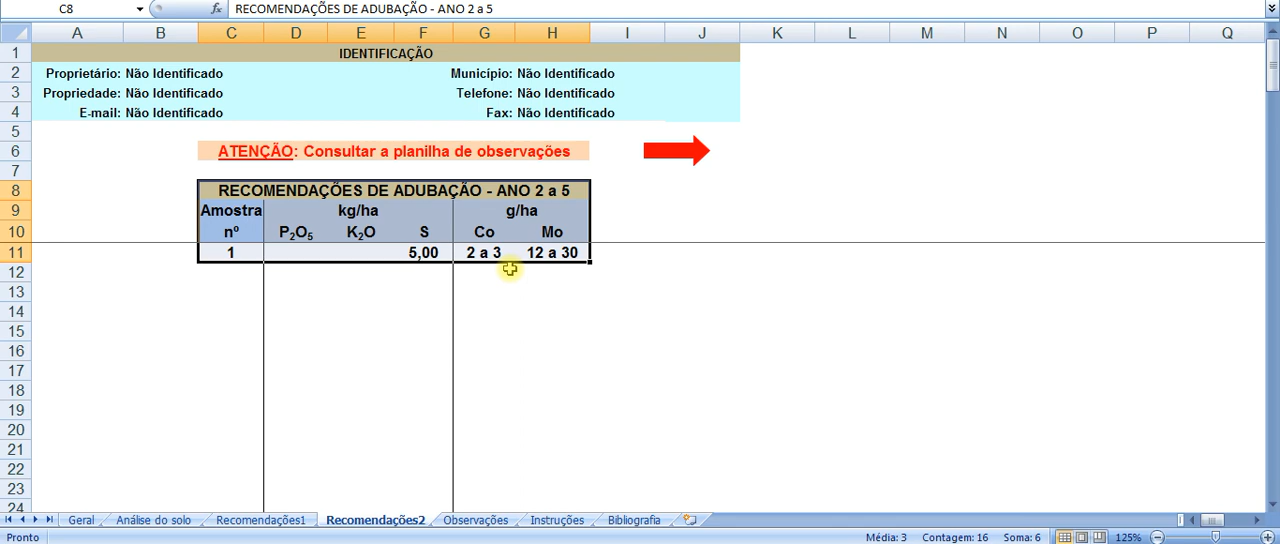 C8 fx RECOMENDAÇÕES DE ADUBAÇÃO - ANO 2 a 5
A B C D E F G H I J K L M N O P Q
1 IDENTIFICAÇÃO
2 Proprietário: Não Identificado Município: Não Identificado
3 Propriedade: Não Identificado Telefone: Não Identificado
4 E-mail: Não Identificado Fax: Não Identificado
5
6 ATENÇÃO: Consultar a planilha de observações
7
8 RECOMENDAÇÕES DE ADUBAÇÃO - ANO 2 a 5
9 Amostra kg/ha g/ha
10 nº P₂O₅ K₂O S Co Mo
11 1 5,00 2 a 3 12 a 30
12
13
14
15
16
17
18
19
20
21
22
23
24
Geral Análise do solo Recomendações1 Recomendações2 Observações Instruções Bibliografia
Pronto Média: 3 Contagem: 16 Soma: 6 125%